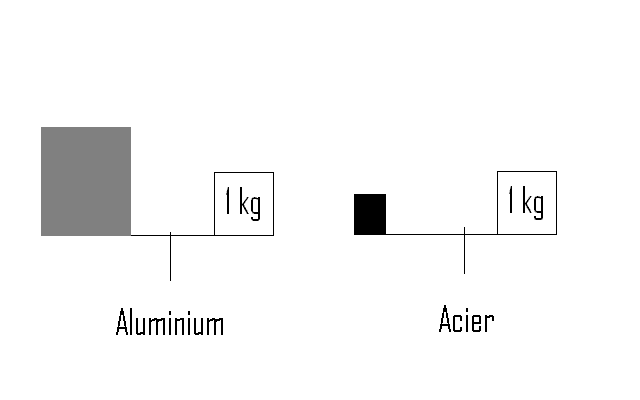 1 kg
1 kg
Aluminium
Acier